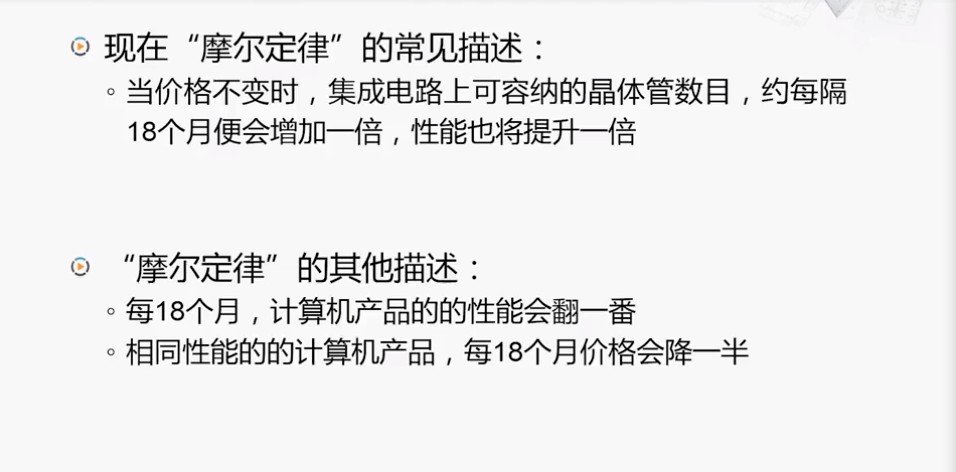 现在“摩尔定律”的常见描述：
当价格不变时，集成电路上可容纳的晶体管数目，约每隔
18个月便会增加一倍，性能也将提升一倍
“摩尔定律”的其他描述：
每18个月，计算机产品的的性能会翻一番
相同性能的的计算机产品，每18个月价格会降一半